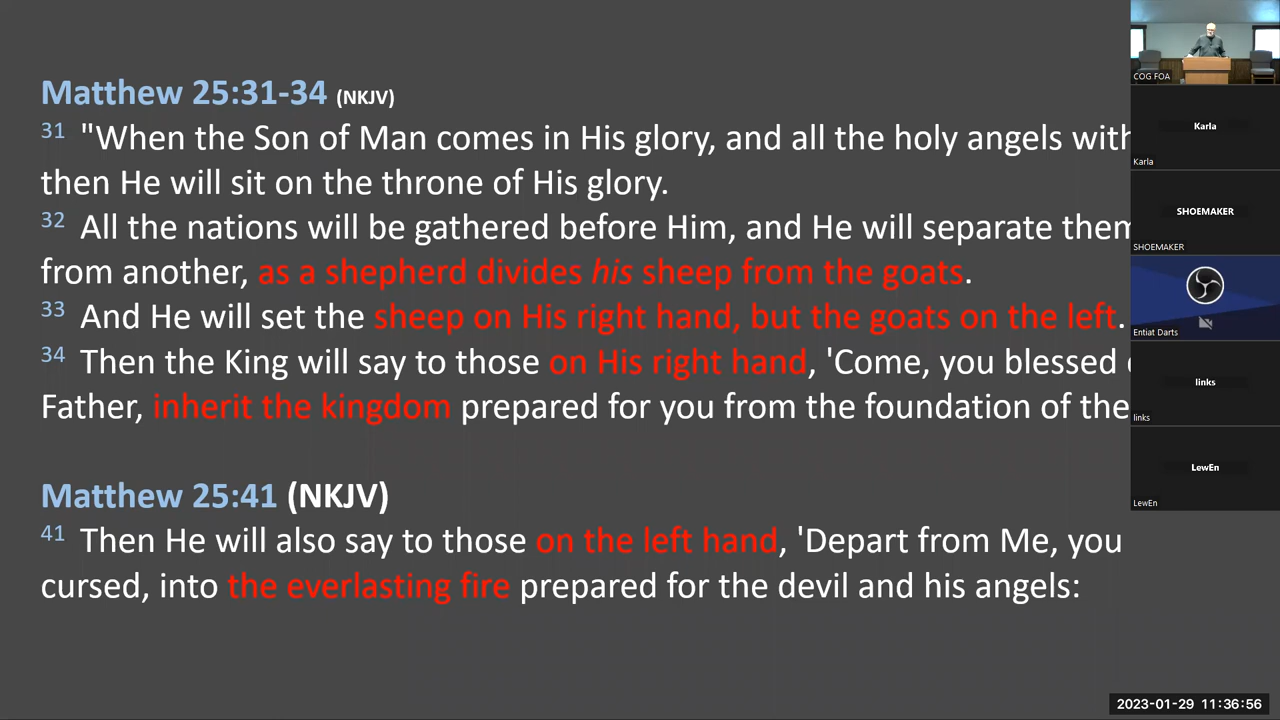 Matthew 25:31-34 (NKJV)
31 "When the Son of Man comes in His glory, and all the holy angels with
then He will sit on the throne of His glory.
32 All the nations will be gathered before Him, and He will separate them
from another, as a shepherd divides his sheep from the goats.
33 And He will set the sheep on His right hand, but the goats on the left.
34 Then the King will say to those on His right hand, 'Come, you blessed
Father, inherit the kingdom prepared for you from the foundation of the
Matthew 25:41 (NKJV)
41 Then He will also say to those on the left hand, 'Depart from Me, you
cursed, into the everlasting fire prepared for the devil and his angels:
COG FOA
Karla
Karla
SHOEMAKER
SHOEMAKER
Entiat Darts
links
links
LewEn
LewEn
2023-01-29 11:36:56